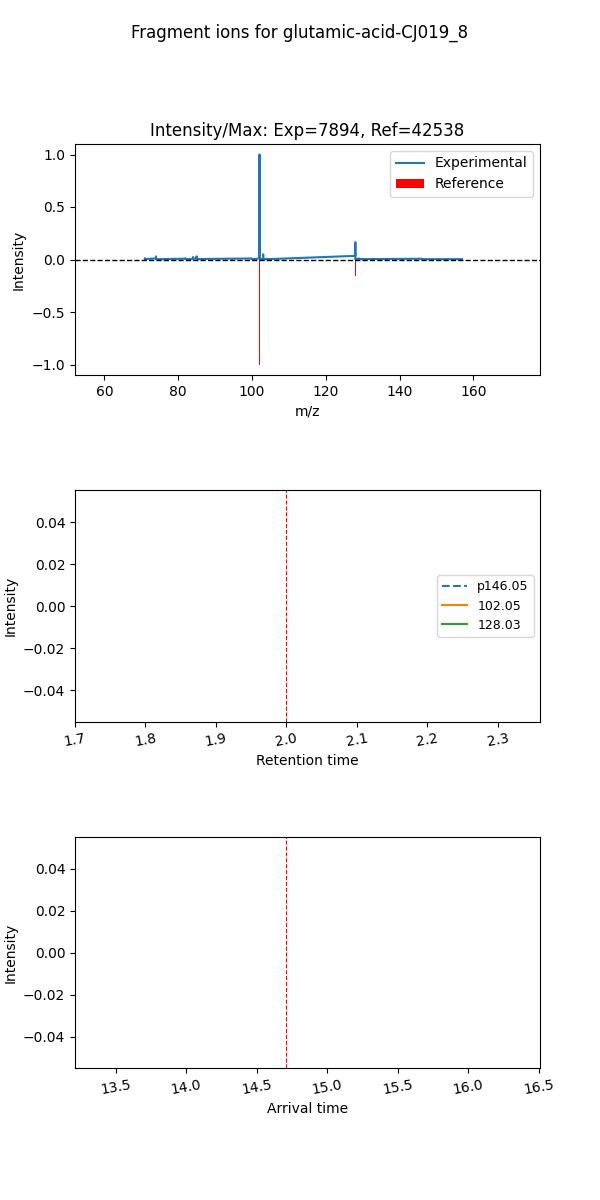 Fragment ions for glutamic-acid-CJ019_8
Intensity/Max: Exp=7894, Ref=42538
Experimental
Reference
1.0
0.5
0.0
−0.5
−1.0
Intensity
60 80 100 120 140 160
m/z
0.04
0.02
0.00
−0.02
−0.04
Intensity
p146.05
102.05
128.03
1.7 1.8 1.9 2.0 2.1 2.2 2.3
Retention time
0.04
0.02
0.00
−0.02
−0.04
Intensity
13.5 14.0 14.5 15.0 15.5 16.0 16.5
Arrival time